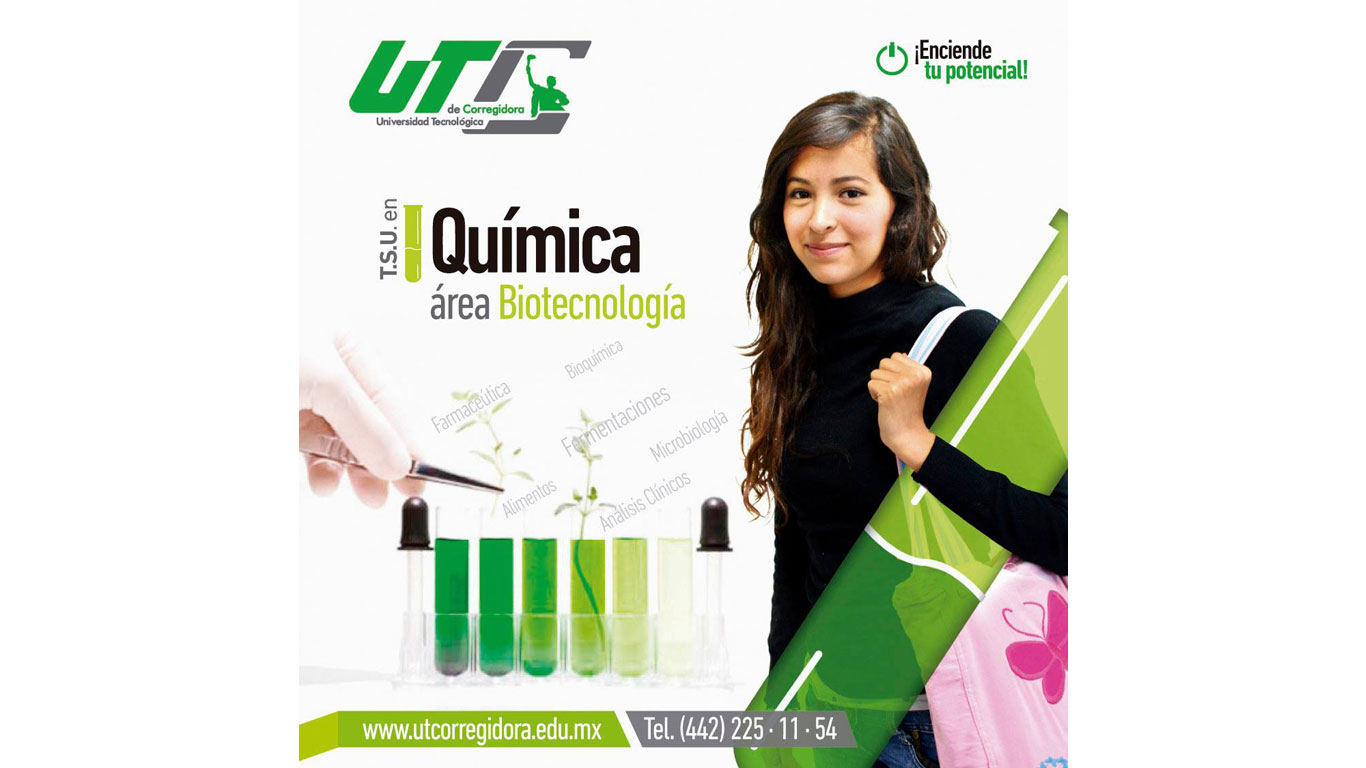 UTC
de Corregidora
Universidad Tecnológica
¡Enciende
tu potencial!
T.S.U. en
Química
área Biotecnología
Bioquímica
Farmacéutica
Fermentaciones
Microbiología
Alimentos
Análisis Clínicos
www.utcorregidora.edu.mx
Tel. (442) 225 · 11 · 54